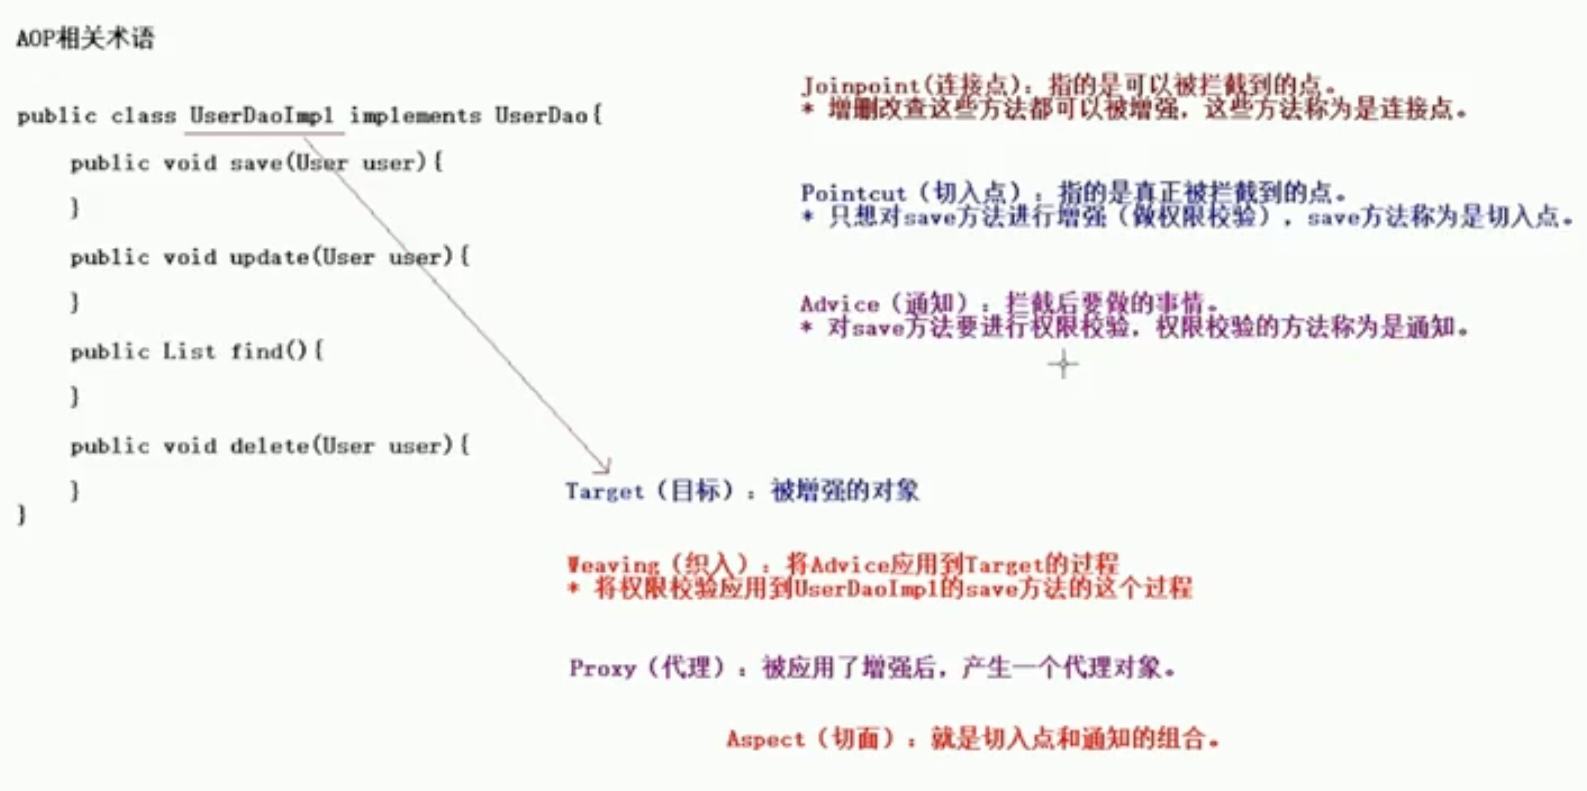 AOP相关术语
public class UserDaoImpl implements UserDao{
public void save(User user){
}
public void update(User user){
}
public List find(){
}
public void delete(User user){
}
}
Joinpoint(连接点)：指的是可以被拦截到的点。
* 增删改查这些方法都可以被增强，这些方法称为是连接点。
Pointcut（切入点）：指的是真正被拦截到的点。
* 只想对save方法进行增强（做权限校验），save方法称为是切入点。
Advice（通知）：拦截后要做的事情。
* 对save方法要进行权限校验，权限校验的方法称为是通知。
Target（目标）：被增强的对象
Weaving（织入）：将Advice应用到Target的过程
* 将权限校验应用到UserDaoImpl的save方法的这个过程
Proxy（代理）：被应用了增强后，产生一个代理对象。
Aspect（切面）：就是切入点和通知的组合。